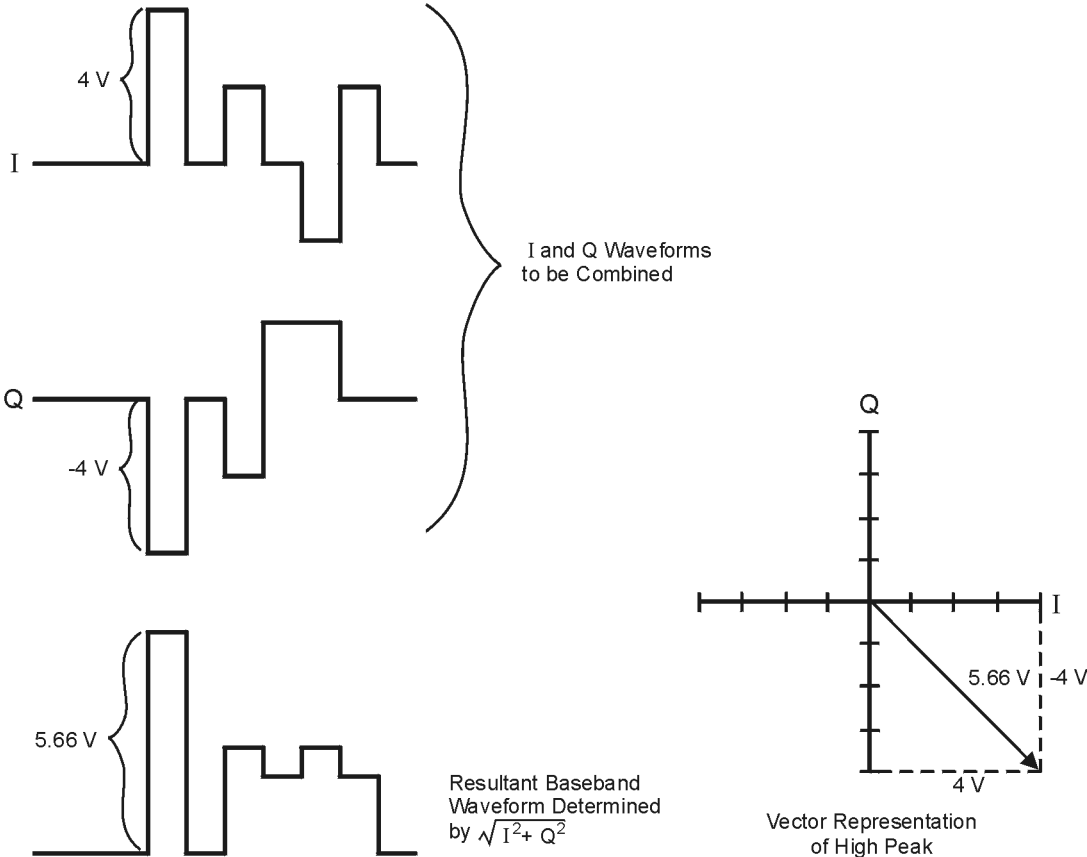 4 V
I
I and Q Waveforms
to be Combined
Q
-4 V
Q
I
5.66 V
-4 V
4 V
5.66 V
Resultant Baseband
Waveform Determined
by √I²+ Q²
Vector Representation
of High Peak